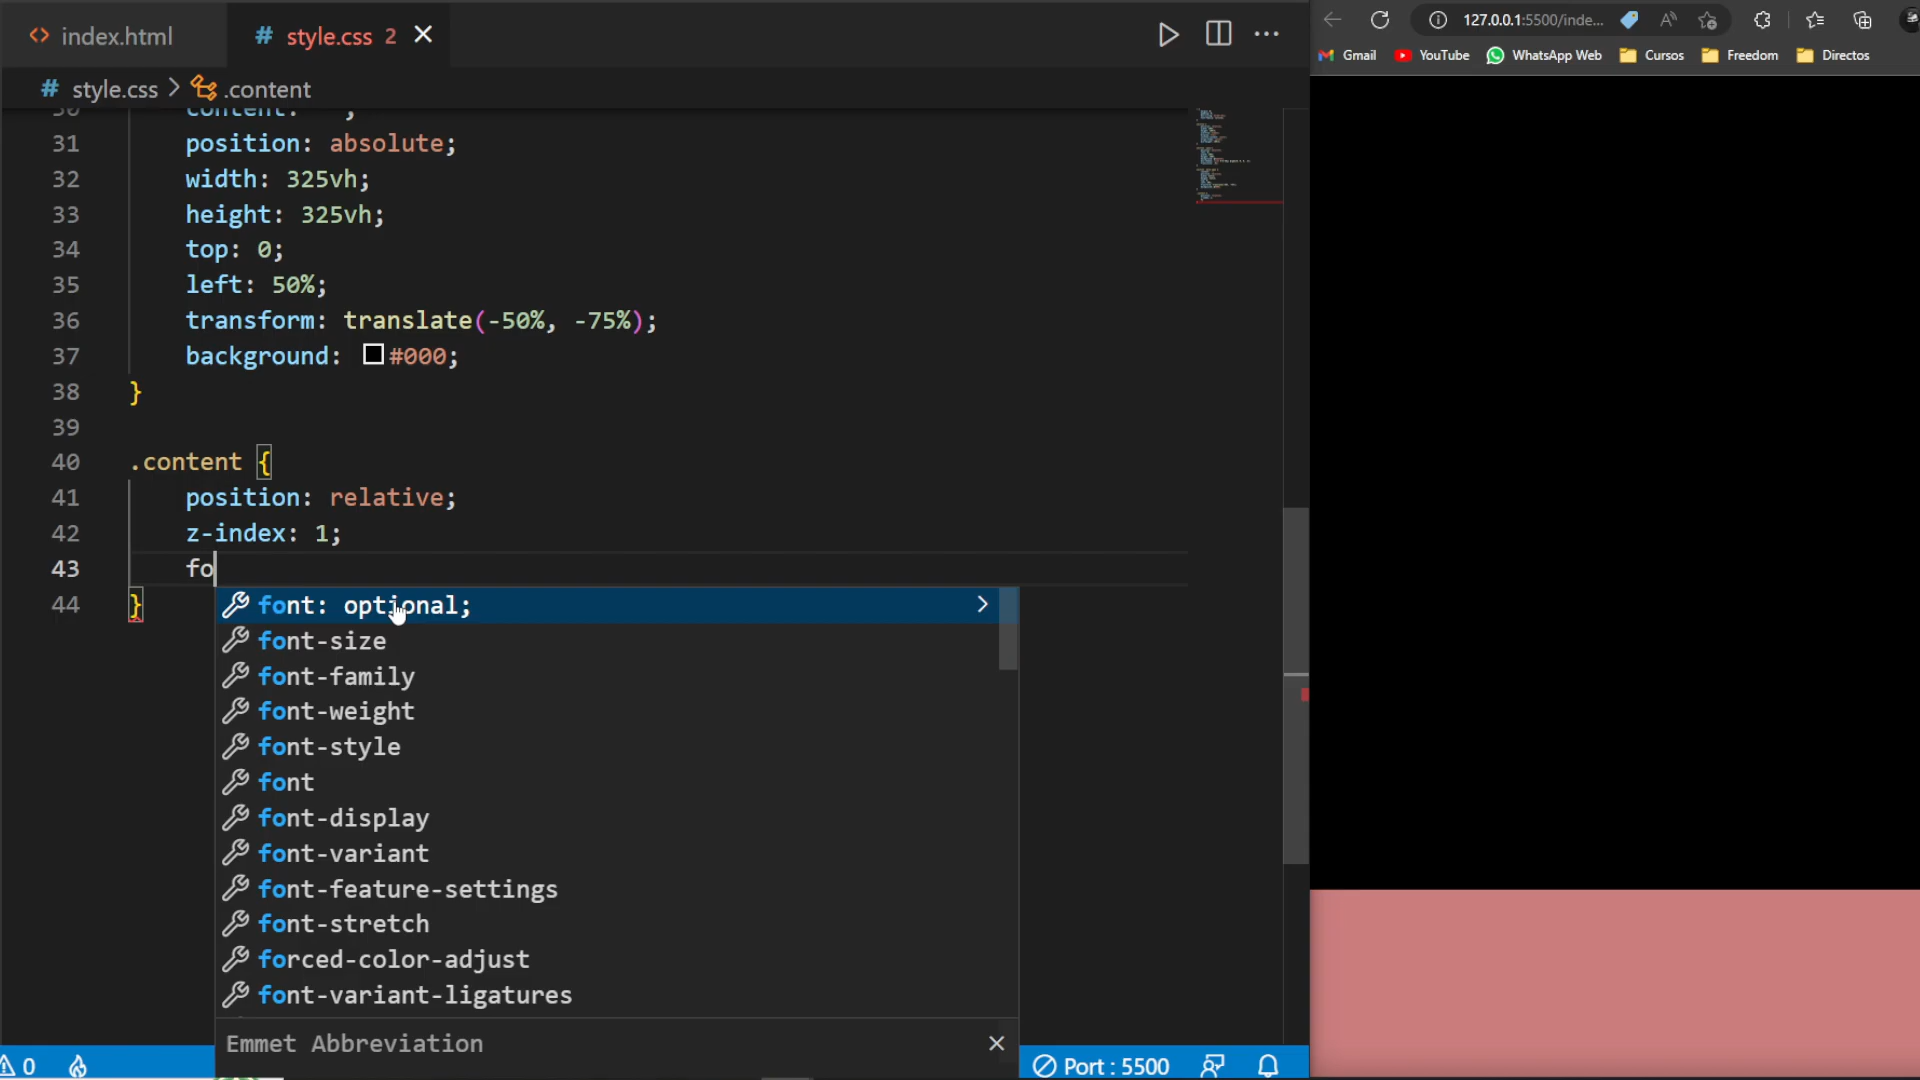 index.html
style.css 2
127.0.0.1:5500/inde...
Gmail YouTube WhatsApp Web Cursos Freedom Directos
style.css > .content
30 content: ;
31 position: absolute;
32 width: 325vh;
33 height: 325vh;
34 top: 0;
35 left: 50%;
36 transform: translate(-50%, -75%);
37 background: #000;
38 }
39
40 .content {
41 position: relative;
42 z-index: 1;
43 fo
44 }
font: optional;
font-size
font-family
font-weight
font-style
font
font-display
font-variant
font-feature-settings
font-stretch
forced-color-adjust
font-variant-ligatures
Emmet Abbreviation
0
Port : 5500